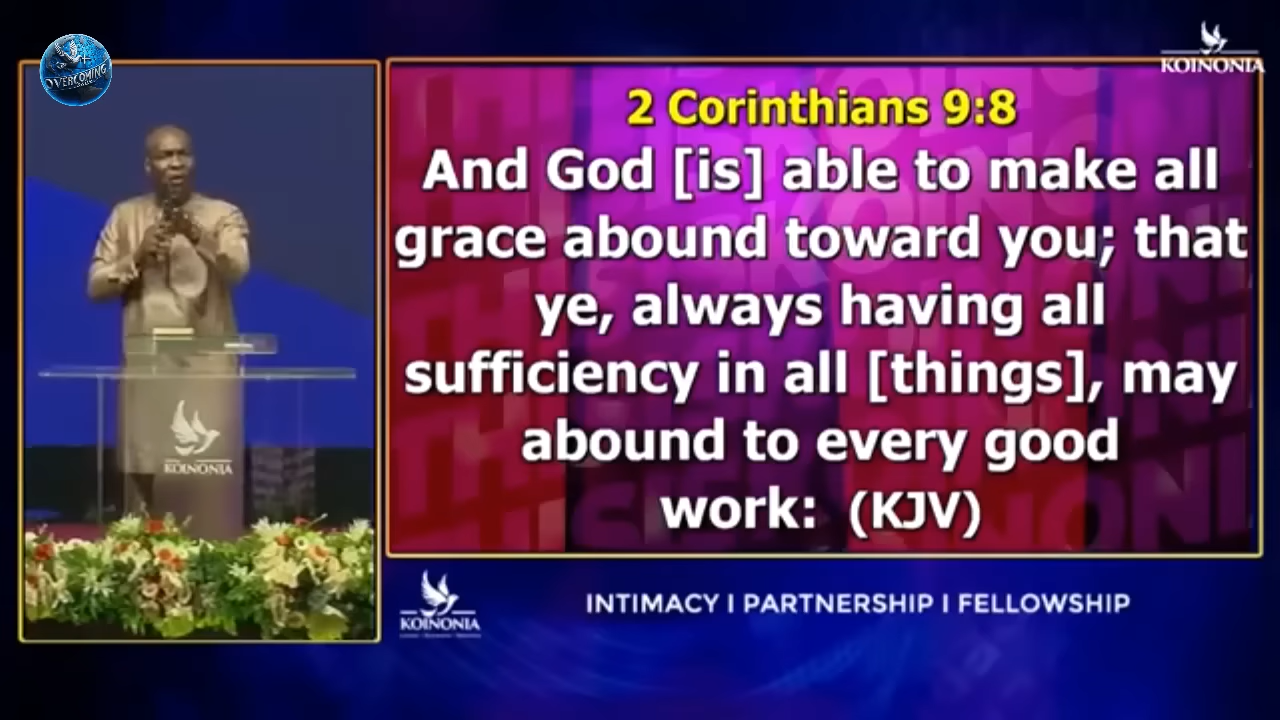 OVERCOMING
KOINONIA
2 Corinthians 9:8
And God [is] able to make all
grace abound toward you; that
ye, always having all
sufficiency in all [things], may
abound to every good
work: (KJV)
KOINONIA
KOINONIA
INTIMACY I PARTNERSHIP I FELLOWSHIP